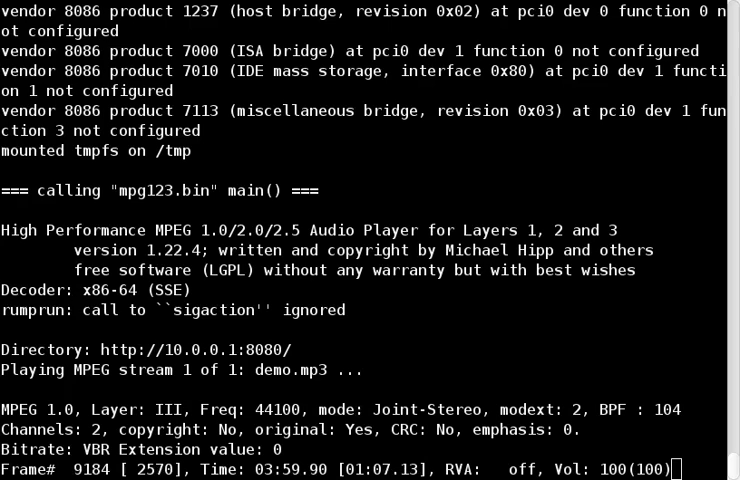 vendor 8086 product 1237 (host bridge, revision 0x02) at pci0 dev 0 function 0 n
ot configured
vendor 8086 product 7000 (ISA bridge) at pci0 dev 1 function 0 not configured
vendor 8086 product 7010 (IDE mass storage, interface 0x80) at pci0 dev 1 functi
on 1 not configured
vendor 8086 product 7113 (miscellaneous bridge, revision 0x03) at pci0 dev 1 fun
ction 3 not configured
mounted tmpfs on /tmp
=== calling "mpg123.bin" main() ===
High Performance MPEG 1.0/2.0/2.5 Audio Player for Layers 1, 2 and 3
version 1.22.4; written and copyright by Michael Hipp and others
free software (LGPL) without any warranty but with best wishes
Decoder: x86-64 (SSE)
rumprun: call to ``sigaction'' ignored
Directory: http://10.0.0.1:8080/
Playing MPEG stream 1 of 1: demo.mp3 ...
MPEG 1.0, Layer: III, Freq: 44100, mode: Joint-Stereo, modext: 2, BPF : 104
Channels: 2, copyright: No, original: Yes, CRC: No, emphasis: 0.
Bitrate: VBR Extension value: 0
Frame#  9184 [ 2570], Time: 03:59.90 [01:07.13], RVA:   off, Vol: 100(100)